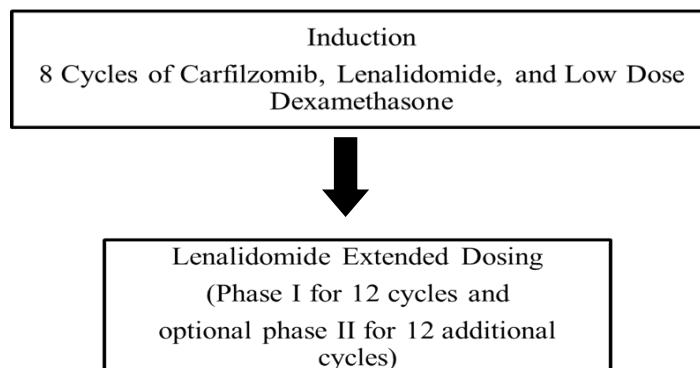 Induction
8 Cycles of Carfilzomib, Lenalidomide, and Low Dose
Dexamethasone
Lenalidomide Extended Dosing
(Phase I for 12 cycles and
optional phase II for 12 additional
cycles)